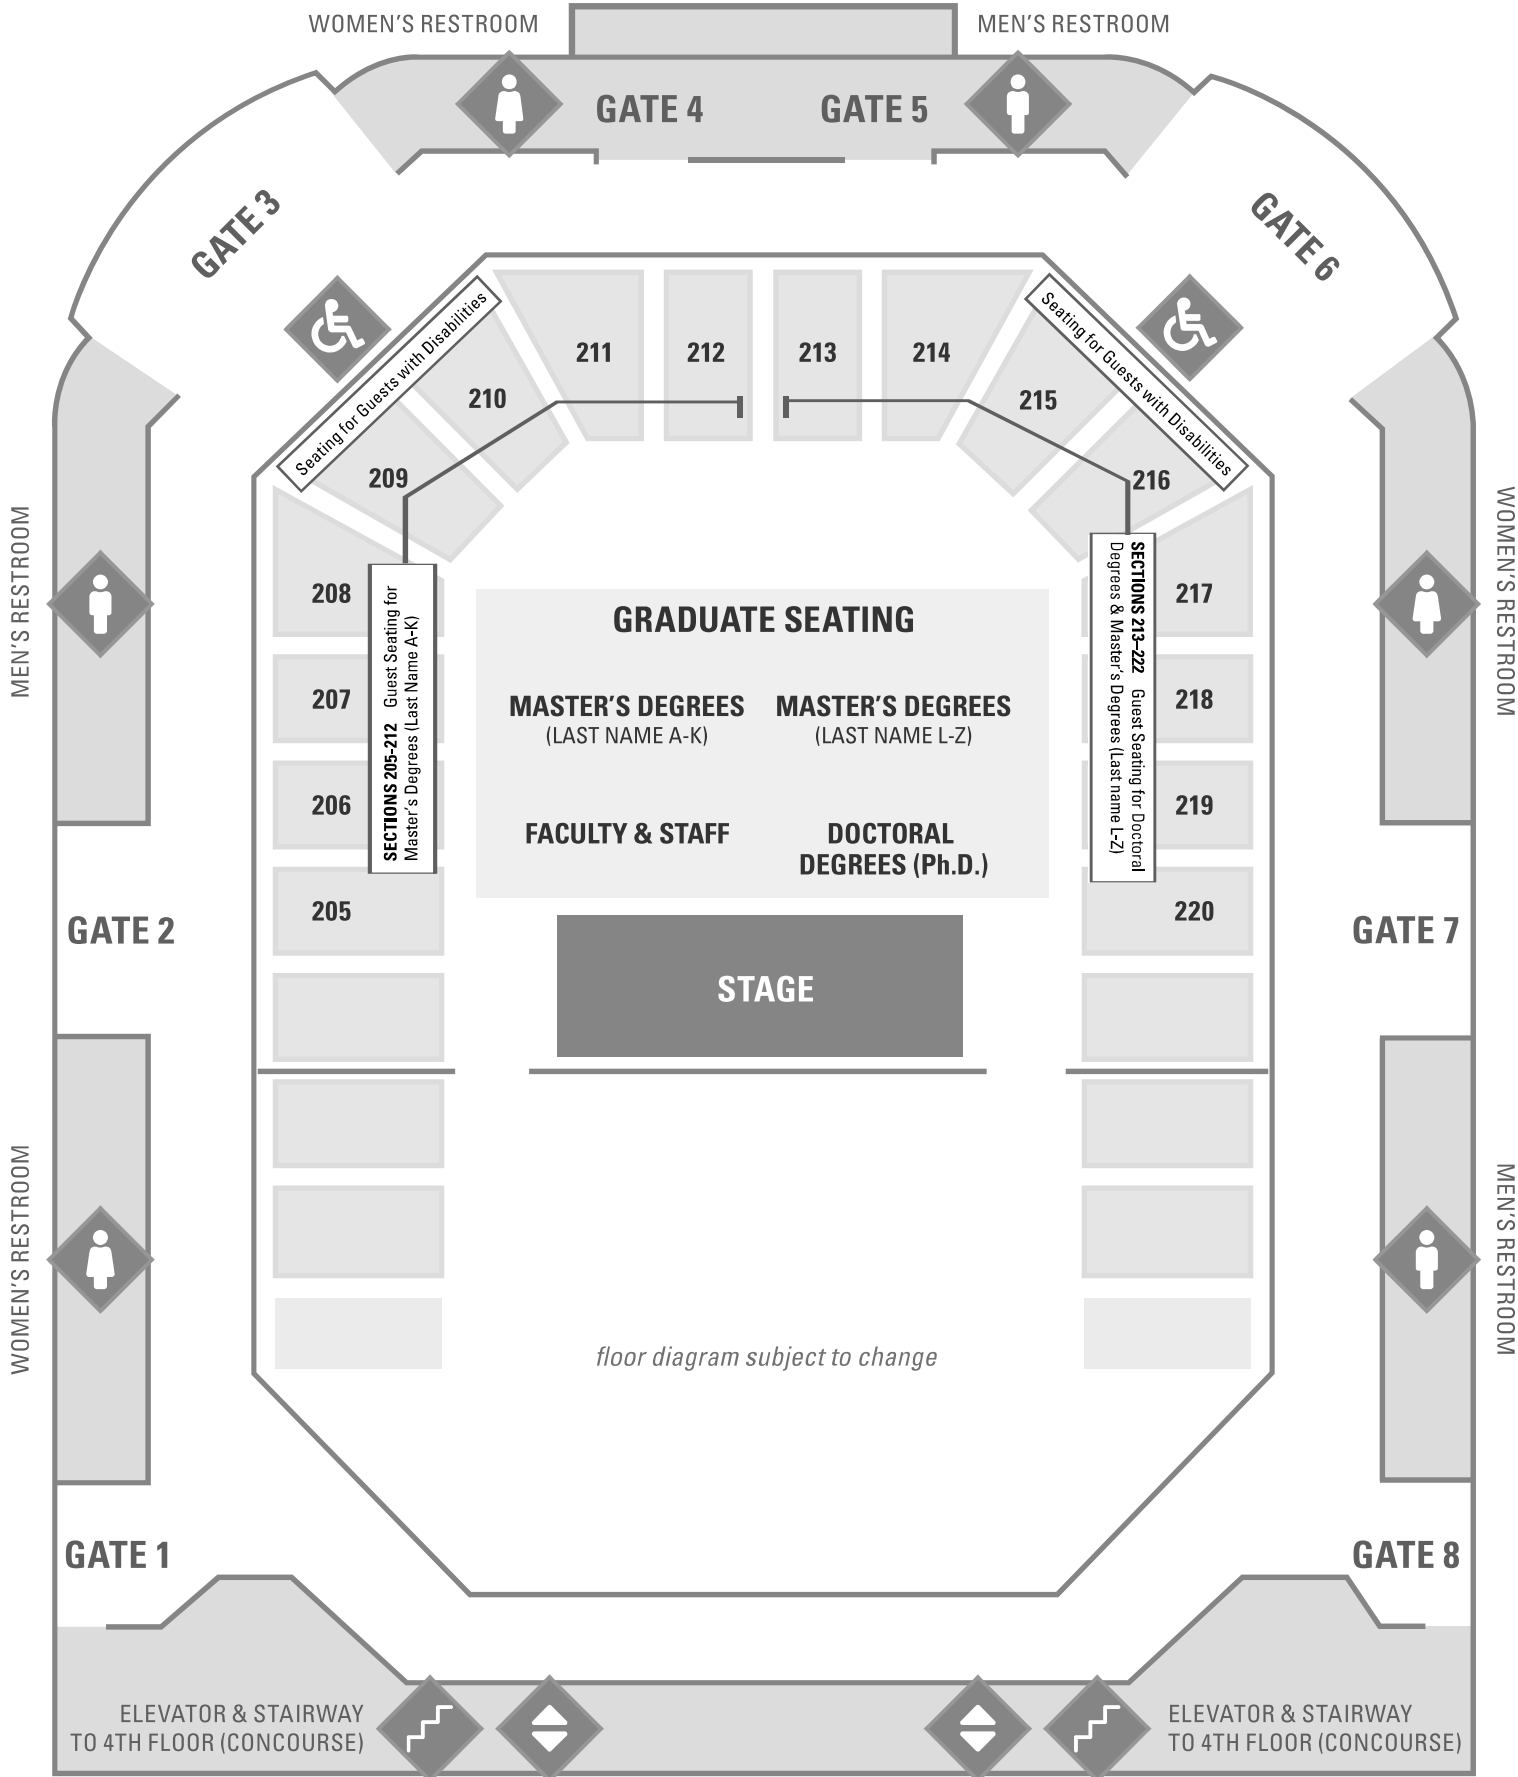 WOMEN'S RESTROOM
MEN'S RESTROOM
GATE 4
GATE 5
GATE 3
GATE 6
Seating for Guests with Disabilities
Seating for Guests with Disabilities
211
212
213
214
210
215
209
216
MEN'S RESTROOM
WOMEN'S RESTROOM
208
217
207
218
206
219
205
220
SECTIONS 205-212 Guest Seating for
Master's Degrees (Last Name A-K)
SECTIONS 213–222 Guest Seating for Doctoral
Degrees & Master's Degrees (Last name L-Z)
GRADUATE SEATING
MASTER'S DEGREES
(LAST NAME A-K)
MASTER'S DEGREES
(LAST NAME L-Z)
FACULTY & STAFF
DOCTORAL
DEGREES (Ph.D.)
GATE 2
GATE 7
STAGE
WOMEN'S RESTROOM
MEN'S RESTROOM
floor diagram subject to change
GATE 1
GATE 8
ELEVATOR & STAIRWAY
TO 4TH FLOOR (CONCOURSE)
ELEVATOR & STAIRWAY
TO 4TH FLOOR (CONCOURSE)